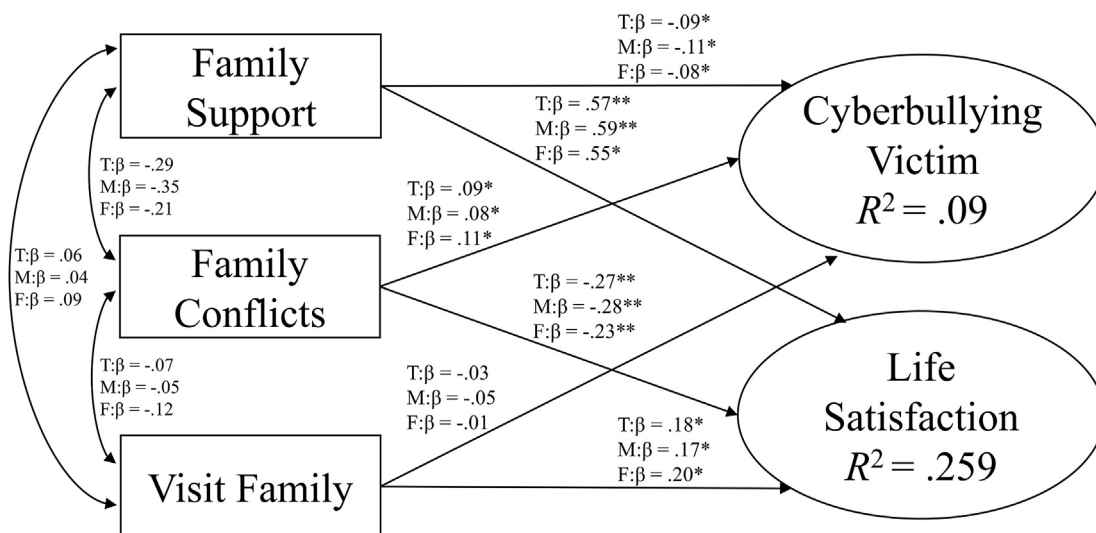 T:β = -.09*
M:β = -.11*
F:β = -.08*
Family
Support
Cyberbullying
Victim
R² = .09
T:β = .57**
M:β = .59**
F:β = .55*
T:β = -.29
M:β = -.35
F:β = -.21
T:β = .09*
M:β = .08*
F:β = .11*
T:β = .06
M:β = .04
F:β = .09
Family
Conflicts
T:β = -.27**
M:β = -.28**
F:β = -.23**
T:β = -.07
M:β = -.05
F:β = -.12
T:β = -.03
M:β = -.05
F:β = -.01
Life
Satisfaction
R² = .259
T:β = .18*
M:β = .17*
F:β = .20*
Visit Family